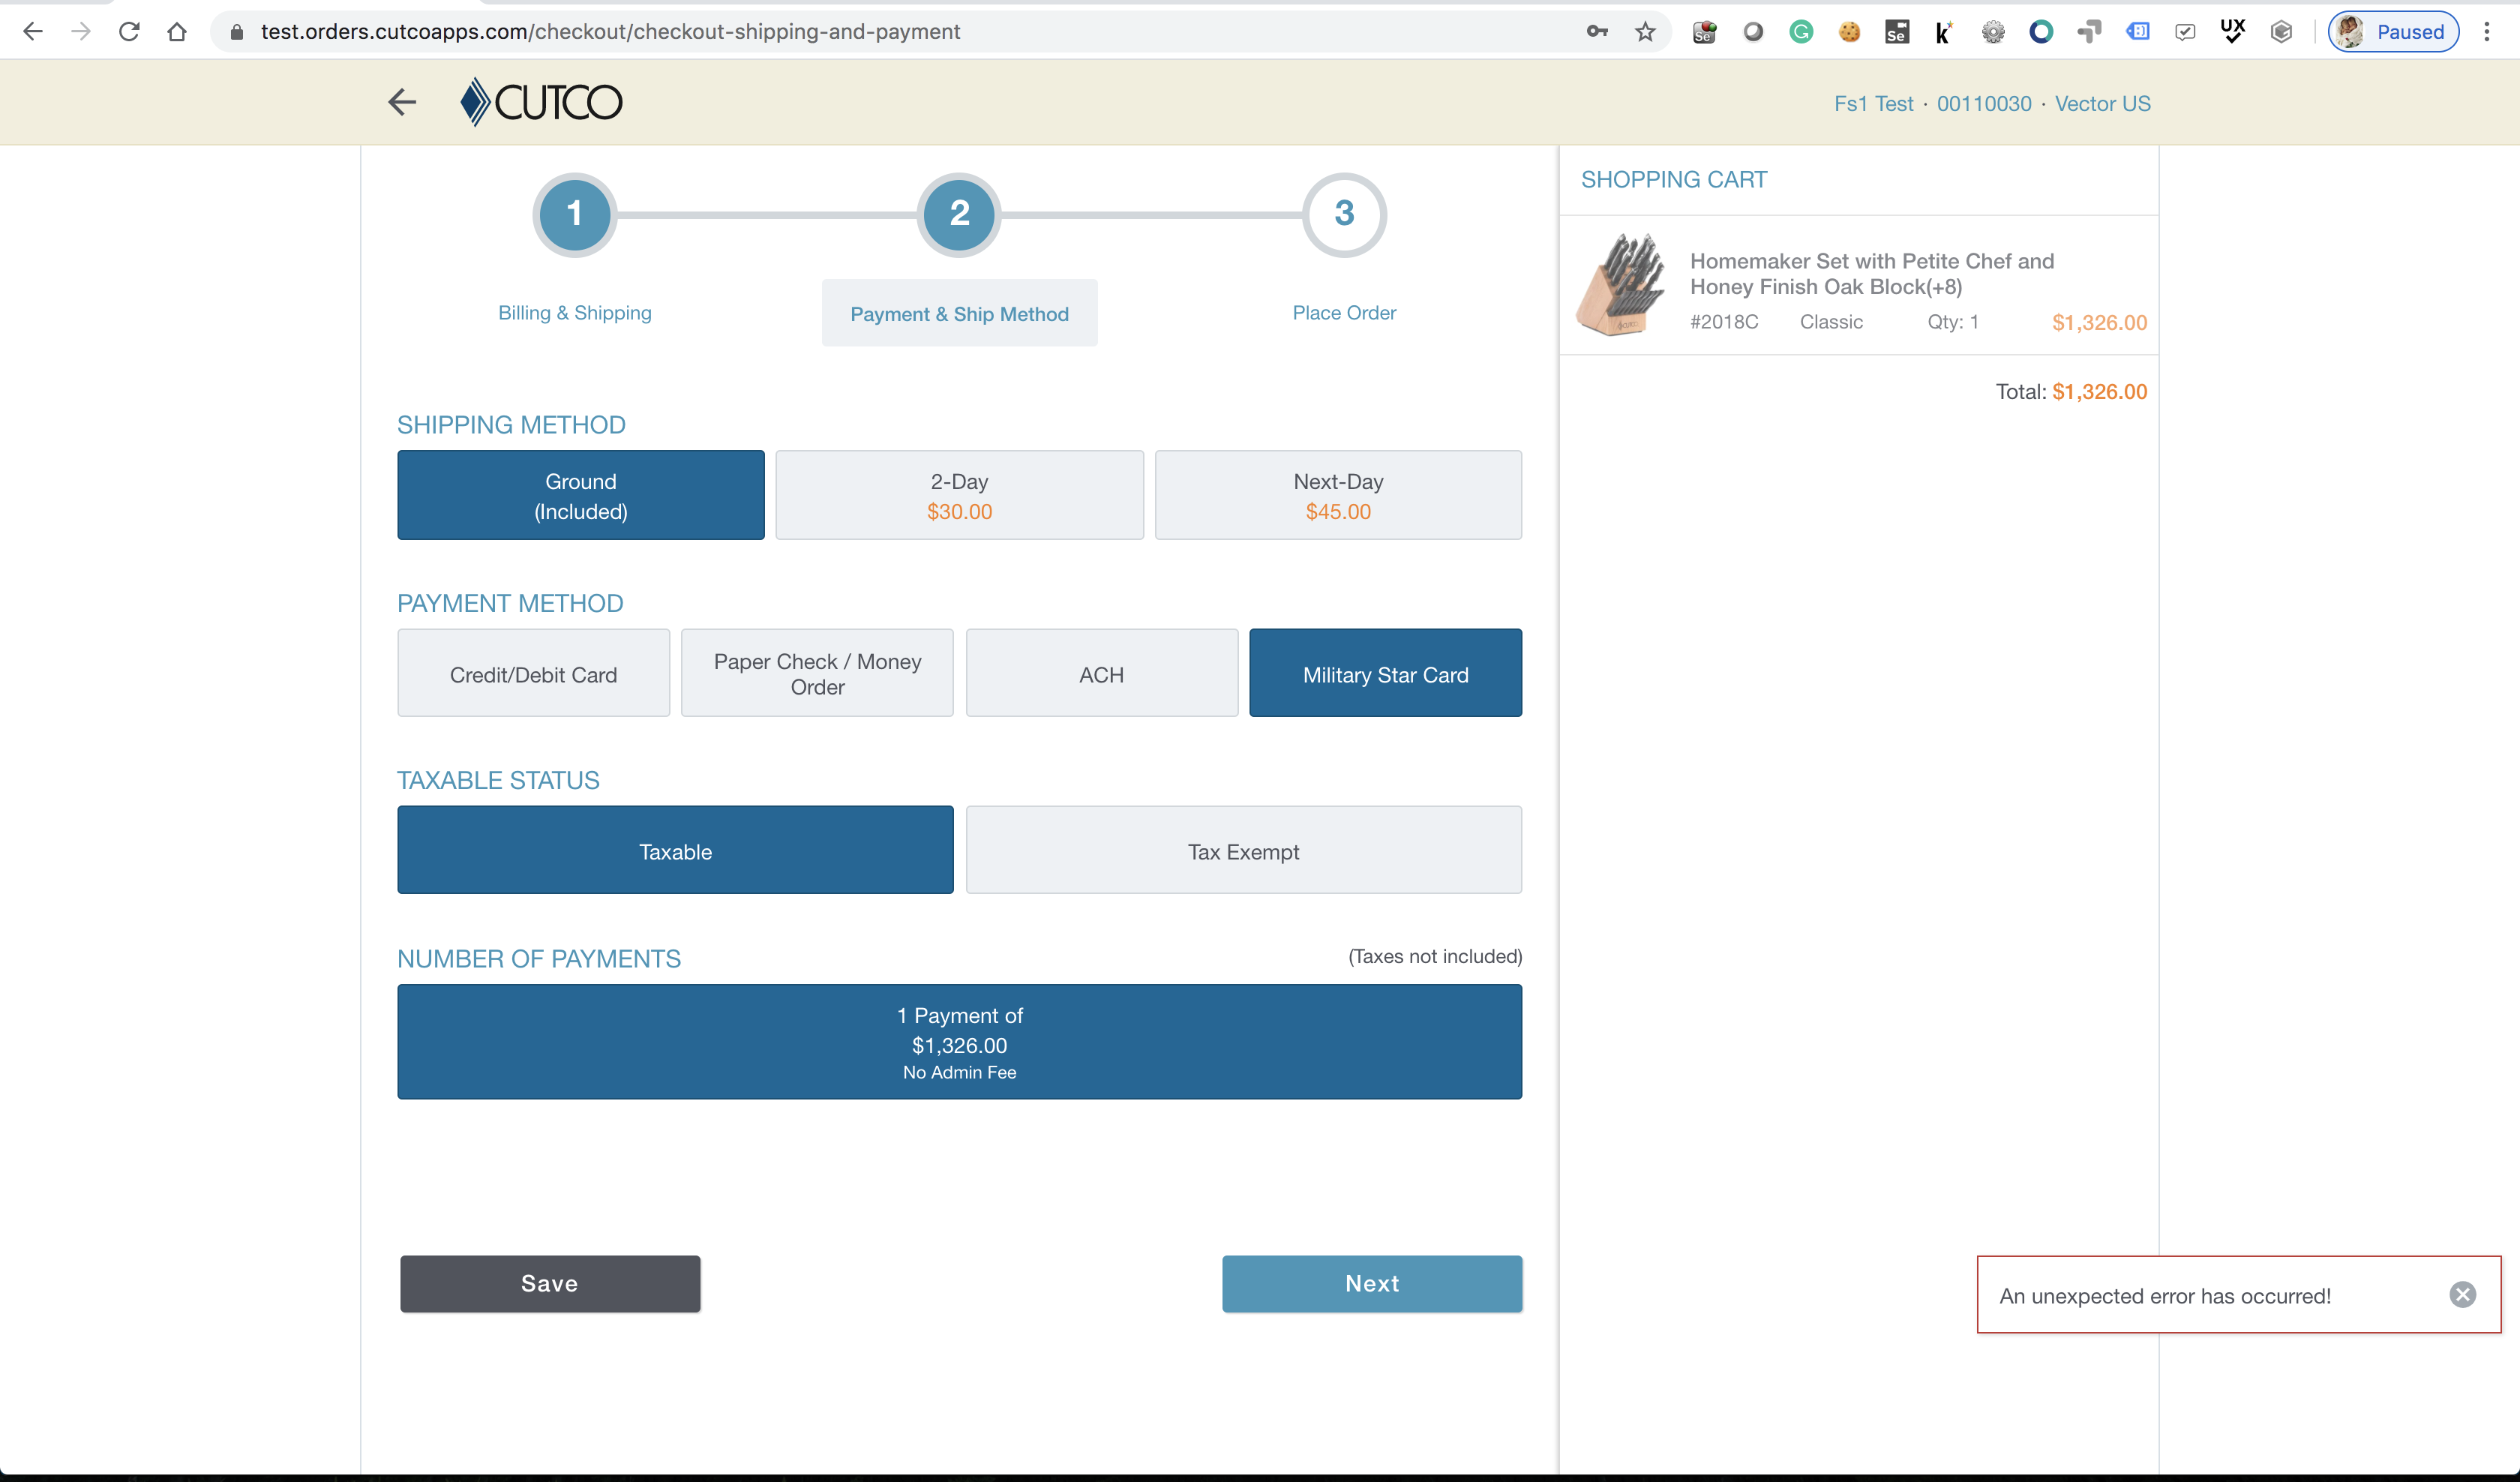 test.orders.cutcoapps.com/checkout/checkout-shipping-and-payment
Se
G
Se
k
UX
Paused
CUTCO
Fs1 Test · 00110030 · Vector US
1
2
3
Billing & Shipping
Payment & Ship Method
Place Order
SHOPPING CART
Homemaker Set with Petite Chef and
Honey Finish Oak Block(+8)
#2018C Classic Qty: 1 $1,326.00
Total: $1,326.00
SHIPPING METHOD
Ground
(Included)
2-Day
$30.00
Next-Day
$45.00
PAYMENT METHOD
Credit/Debit Card
Paper Check / Money
Order
ACH
Military Star Card
TAXABLE STATUS
Taxable
Tax Exempt
NUMBER OF PAYMENTS
(Taxes not included)
1 Payment of
$1,326.00
No Admin Fee
Save
Next
An unexpected error has occurred!